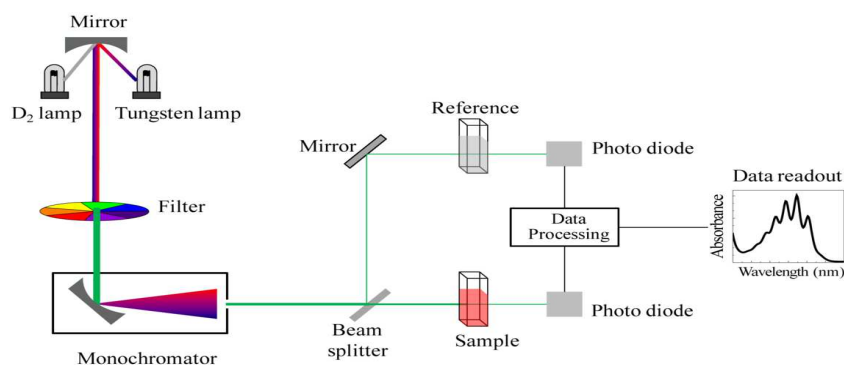 Mirror
D₂ lamp
Tungsten lamp
Filter
Monochromator
Mirror
Beam
splitter
Reference
Sample
Photo diode
Data
Processing
Photo diode
Data readout
Absorbance
Wavelength (nm)